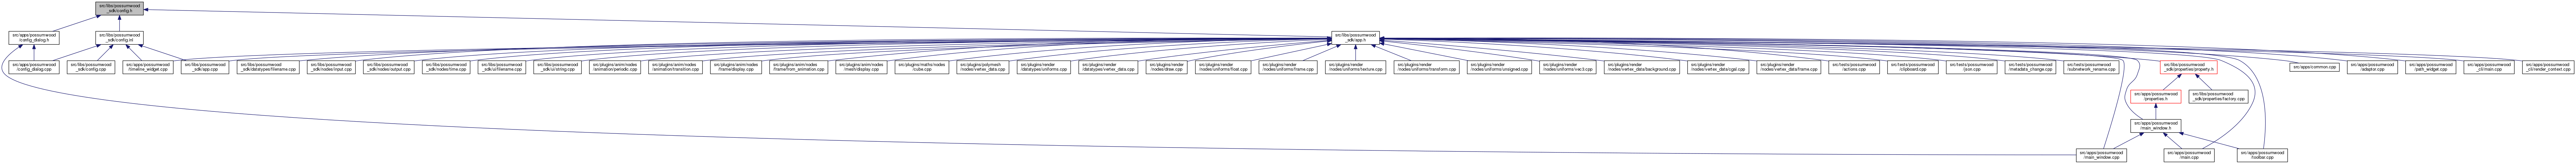 src/libs/possumwood
_sdk/config.h
src/apps/possumwood
/config_dialog.h
src/libs/possumwood
_sdk/config.inl
src/libs/possumwood
_sdk/app.h
src/apps/possumwood
/config_dialog.cpp
src/libs/possumwood
_sdk/config.cpp
src/apps/possumwood
/timeline_widget.cpp
src/libs/possumwood
_sdk/app.cpp
src/libs/possumwood
_sdk/datatypes/filename.cpp
src/libs/possumwood
_sdk/nodes/input.cpp
src/libs/possumwood
_sdk/nodes/output.cpp
src/libs/possumwood
_sdk/nodes/time.cpp
src/libs/possumwood
_sdk/ui/filename.cpp
src/libs/possumwood
_sdk/ui/string.cpp
src/plugins/anim/nodes
/animation/periodic.cpp
src/plugins/anim/nodes
/animation/transition.cpp
src/plugins/anim/nodes
/frame/display.cpp
src/plugins/anim/nodes
/frame/from_animation.cpp
src/plugins/anim/nodes
/mesh/display.cpp
src/plugins/maths/nodes
/cube.cpp
src/plugins/polymesh
/nodes/vertex_data.cpp
src/plugins/render
/datatypes/uniforms.cpp
src/plugins/render
/datatypes/vertex_data.cpp
src/plugins/render
/nodes/draw.cpp
src/plugins/render
/nodes/uniforms/float.cpp
src/plugins/render
/nodes/uniforms/frame.cpp
src/plugins/render
/nodes/uniforms/texture.cpp
src/plugins/render
/nodes/uniforms/transform.cpp
src/plugins/render
/nodes/uniforms/unsigned.cpp
src/plugins/render
/nodes/uniforms/vec3.cpp
src/plugins/render
/nodes/vertex_data/background.cpp
src/plugins/render
/nodes/vertex_data/cgal.cpp
src/plugins/render
/nodes/vertex_data/frame.cpp
src/tests/possumwood
/actions.cpp
src/tests/possumwood
/clipboard.cpp
src/tests/possumwood
/json.cpp
src/tests/possumwood
/metadata_change.cpp
src/tests/possumwood
/subnetwork_rename.cpp
src/libs/possumwood
_sdk/properties/property.h
src/apps/common.cpp
src/apps/possumwood
/adaptor.cpp
src/apps/possumwood
/path_widget.cpp
src/apps/possumwood
_cli/main.cpp
src/apps/possumwood
_cli/render_context.cpp
src/apps/possumwood
/properties.h
src/libs/possumwood
_sdk/properties/factory.cpp
src/apps/possumwood
/main_window.h
src/apps/possumwood
/main_window.cpp
src/apps/possumwood
/main.cpp
src/apps/possumwood
/toolbar.cpp